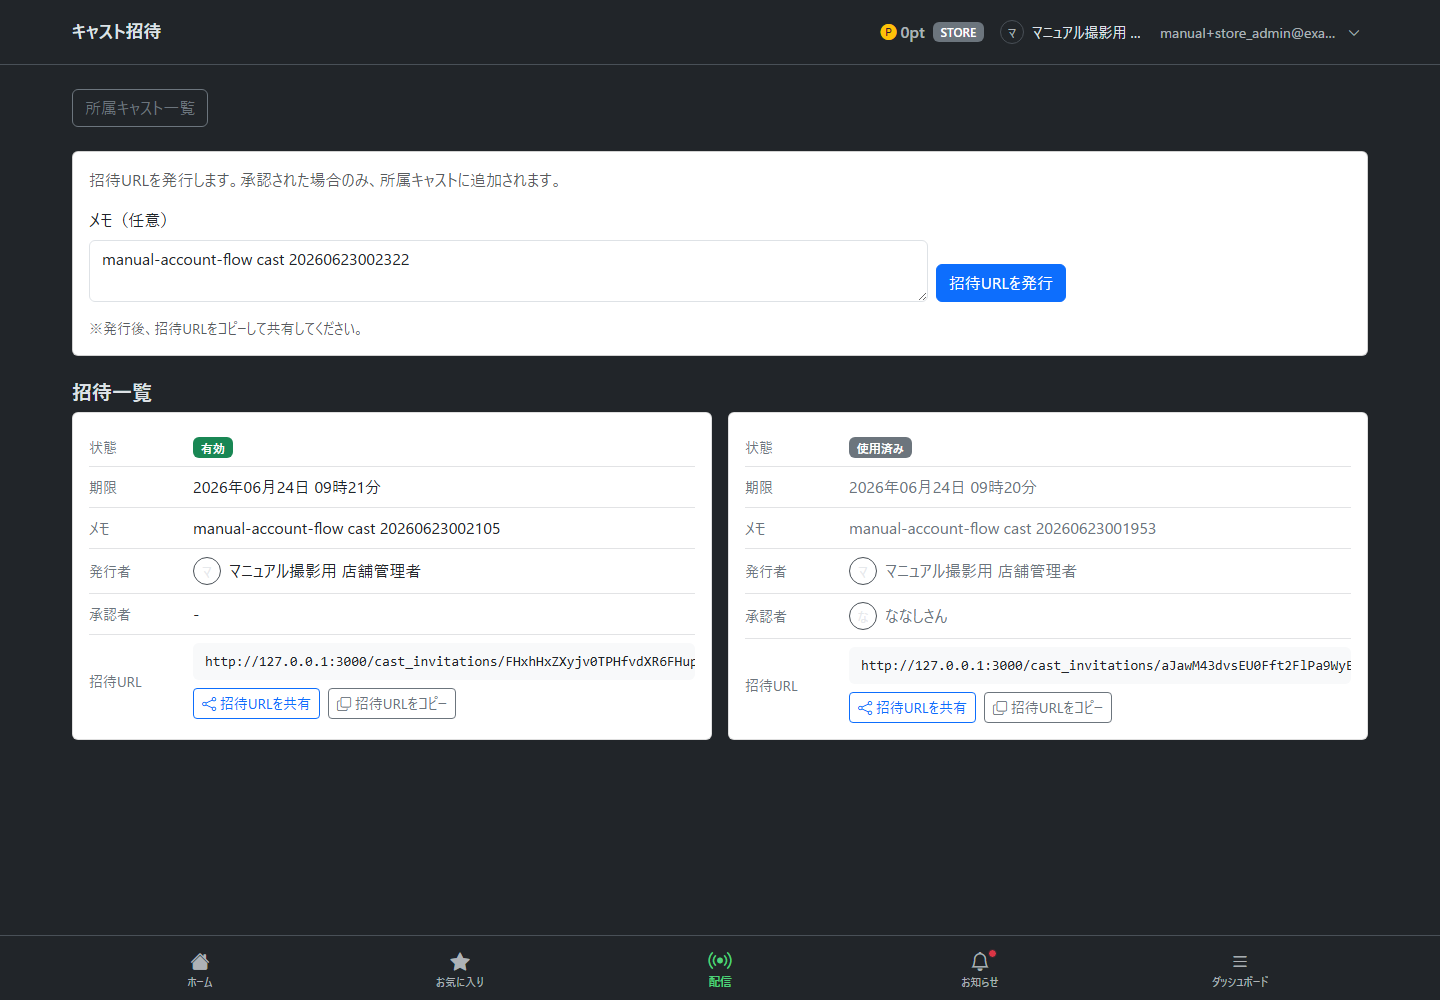 キャスト招待
P 0pt STORE マ マニュアル撮影用 ... manual+store_admin@exa...
所属キャスト一覧
招待URLを発行します。承認された場合のみ、所属キャストに追加されます。
メモ（任意）
manual-account-flow cast 20260623002322
招待URLを発行
※発行後、招待URLをコピーして共有してください。
招待一覧
状態 有効
期限 2026年06月24日 09時21分
メモ manual-account-flow cast 20260623002105
発行者 マ マニュアル撮影用 店舗管理者
承認者 -
招待URL http://127.0.0.1:3000/cast_invitations/FHxhHxZXyjv0TPHfvdXR6FHup
招待URLを共有 招待URLをコピー
状態 使用済み
期限 2026年06月24日 09時20分
メモ manual-account-flow cast 20260623001953
発行者 マ マニュアル撮影用 店舗管理者
承認者 な ななしさん
招待URL http://127.0.0.1:3000/cast_invitations/aJawM43dvsEU0Fft2FlPa9WyE
招待URLを共有 招待URLをコピー
ホーム お気に入り 配信 お知らせ ダッシュボード